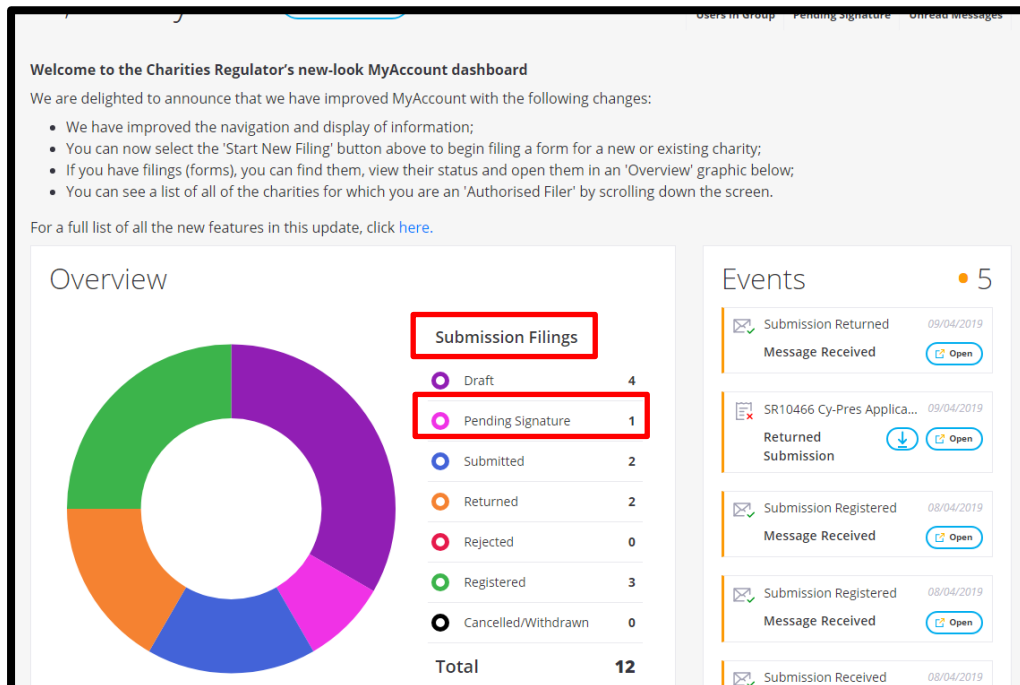 Users in Group Pending Signature Unread Messages
Welcome to the Charities Regulator's new-look MyAccount dashboard
We are delighted to announce that we have improved MyAccount with the following changes:
• We have improved the navigation and display of information;
• You can now select the 'Start New Filing' button above to begin filing a form for a new or existing charity;
• If you have filings (forms), you can find them, view their status and open them in an 'Overview' graphic below;
• You can see a list of all of the charities for which you are an 'Authorised Filer' by scrolling down the screen.
For a full list of all the new features in this update, click here.
Overview
Submission Filings
Draft 4
Pending Signature 1
Submitted 2
Returned 2
Rejected 0
Registered 3
Cancelled/Withdrawn 0
Total 12
Events • 5
Submission Returned 09/04/2019
Message Received Open
SR10466 Cy-Pres Applica... 09/04/2019
Returned
Submission Open
Submission Registered 08/04/2019
Message Received Open
Submission Registered 08/04/2019
Message Received Open
Submission Received 08/04/2019